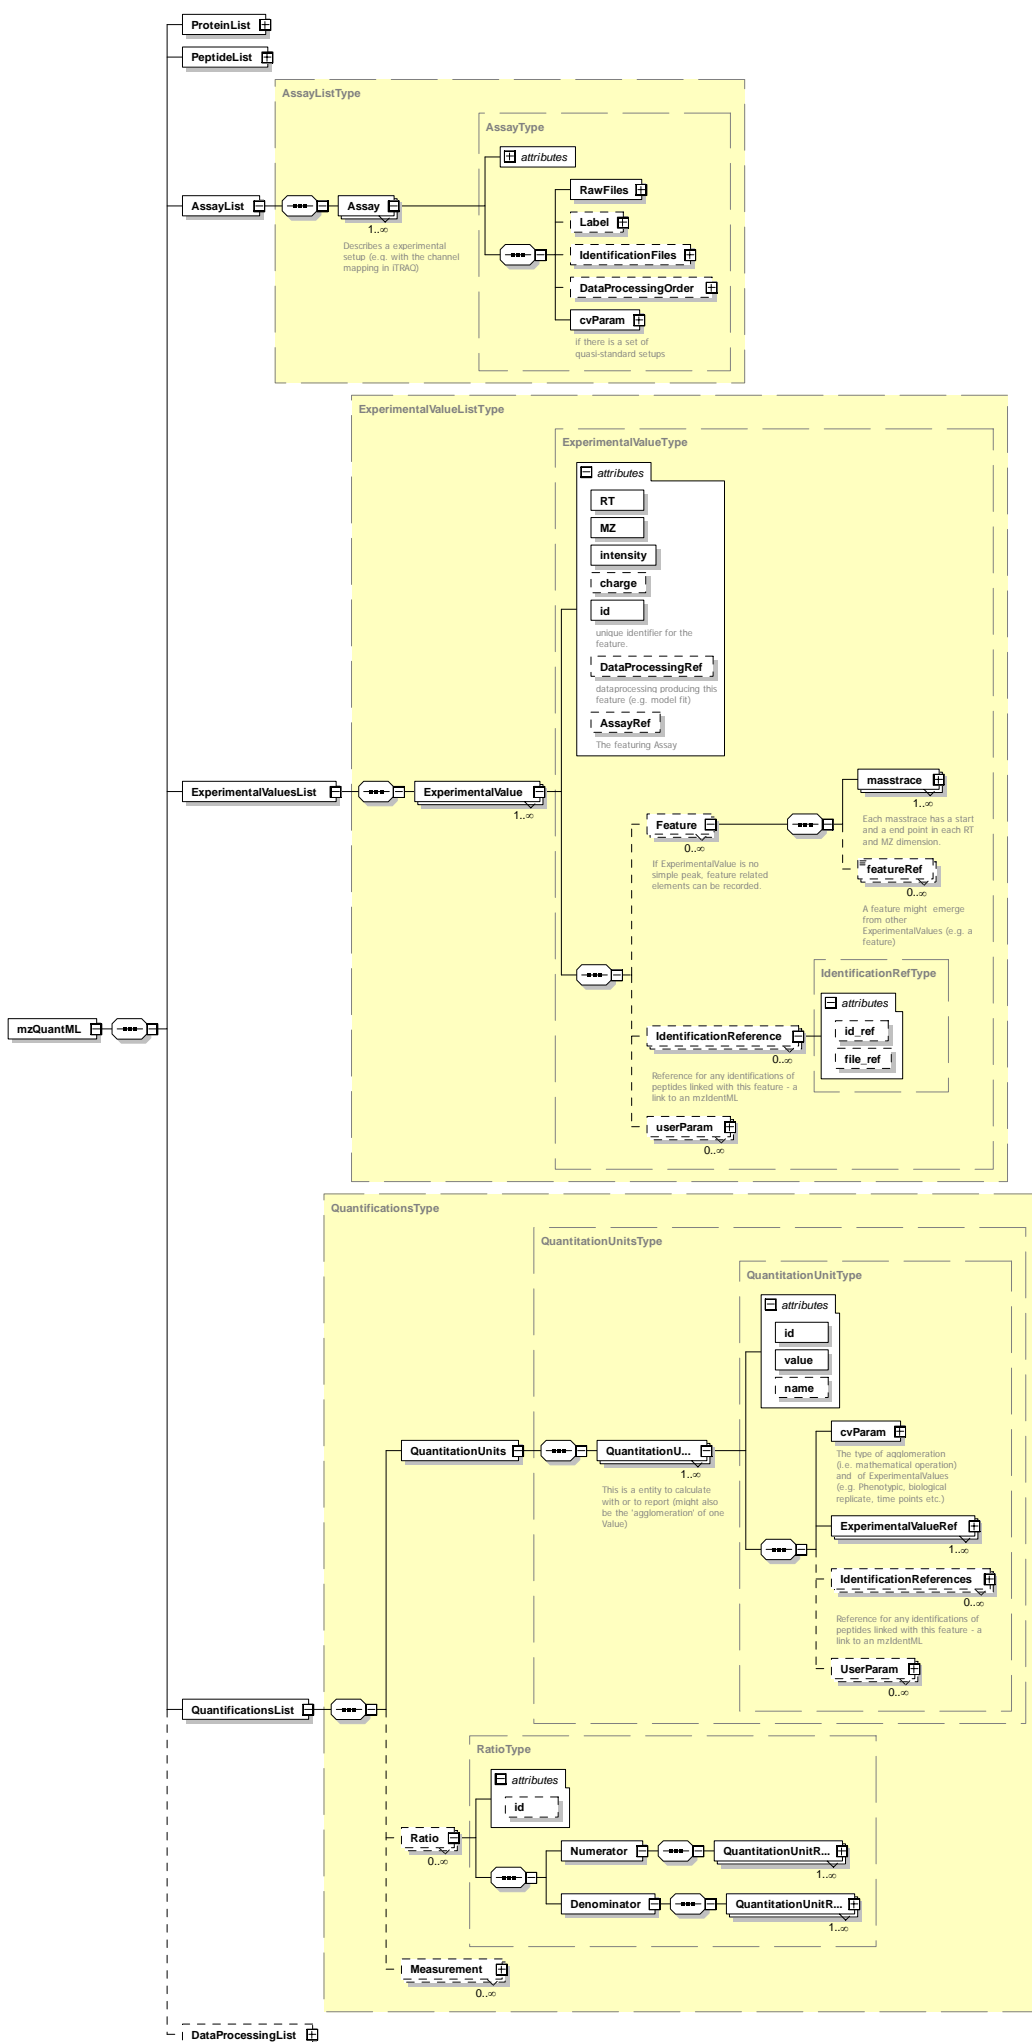 ProteinList
PeptideList
AssayListType
AssayType
attributes
RawFiles
AssayList
Assay
1..∞
Describes a experimental
setup (e.g. with the channel
mapping in iTRAQ)
Label
IdentificationFiles
DataProcessingOrder
cvParam
if there is a set of
quasi-standard setups
ExperimentalValueListType
ExperimentalValueType
attributes
RT
MZ
intensity
charge
id
unique identifier for the
feature.
DataProcessingRef
dataprocessing producing this
feature (e.g. model fit)
AssayRef
The featuring Assay
ExperimentalValuesList
ExperimentalValue
1..∞
masstrace
1..∞
Each masstrace has a start
and a end point in each RT
and MZ dimension.
Feature
0..∞
If ExperimentalValue is no
simple peak, feature related
elements can be recorded.
featureRef
0..∞
A feature might emerge
from other
ExperimentalValues (e.g. a
feature)
IdentificationRefType
attributes
id_ref
file_ref
mzQuantML
IdentificationReference
0..∞
Reference for any identifications of
peptides linked with this feature - a
link to an mzIdentML
userParam
0..∞
QuantificationsType
QuantitationUnitsType
QuantitationUnitType
attributes
id
value
name
QuantitationUnits
QuantitationU...
1..∞
This is a entity to calculate
with or to report (might also
be the 'agglomeration' of one
Value)
cvParam
The type of agglomeration
(i.e. mathematical operation)
and of ExperimentalValues
(e.g. Phenotypic, biological
replicate, time points etc.)
ExperimentalValueRef
1..∞
IdentificationReferences
0..∞
Reference for any identifications of
peptides linked with this feature - a
link to an mzIdentML
UserParam
0..∞
QuantificationsList
RatioType
attributes
id
Ratio
0..∞
Numerator
QuantitationUnitR...
1..∞
Denominator
QuantitationUnitR...
1..∞
Measurement
0..∞
DataProcessingList